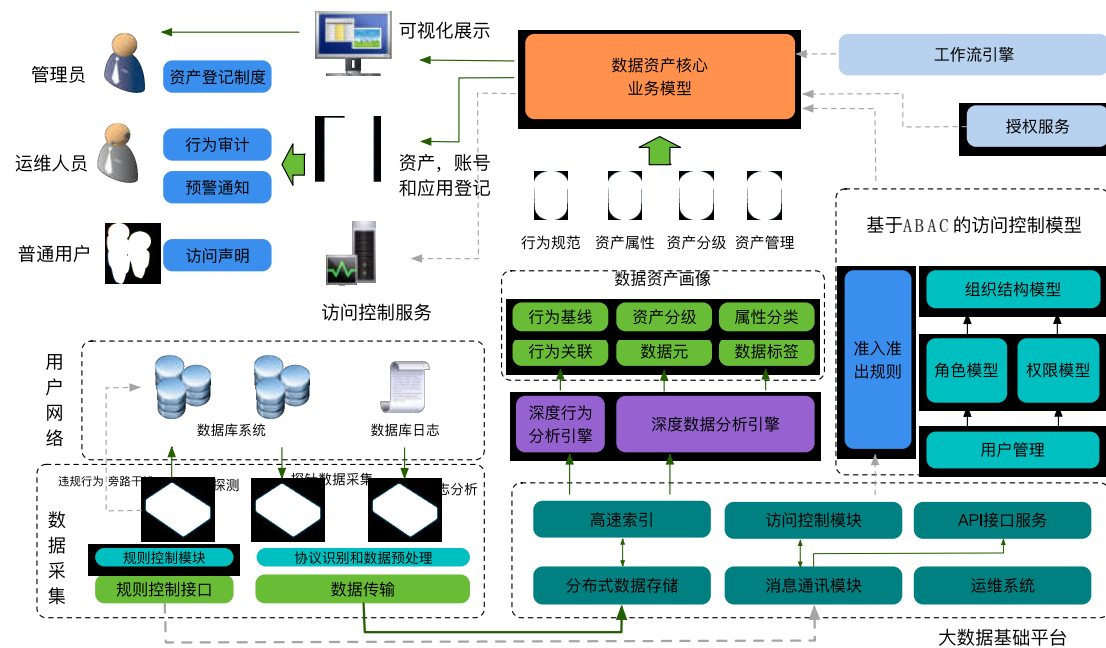 管理员
资产登记制度
可视化展示
数据资产核心
业务模型
工作流引擎
授权服务
运维人员
行为审计
预警通知
资产，账号
和应用登记
普通用户
访问声明
访问控制服务
行为规范
资产属性
资产分级
资产管理
基于ABAC的访问控制模型
数据资产画像
行为基线
资产分级
属性分类
行为关联
数据元
数据标签
深度行为
分析引擎
深度数据分析引擎
准入准
出规则
组织结构模型
角色模型
权限模型
用户管理
用户网络
数据库系统
数据库日志
数据采集
违规行为
旁路干
探测
探针数据采集
志分析
规则控制模块
协议识别和数据预处理
规则控制接口
数据传输
高速索引
访问控制模块
API接口服务
分布式数据存储
消息通讯模块
运维系统
大数据基础平台